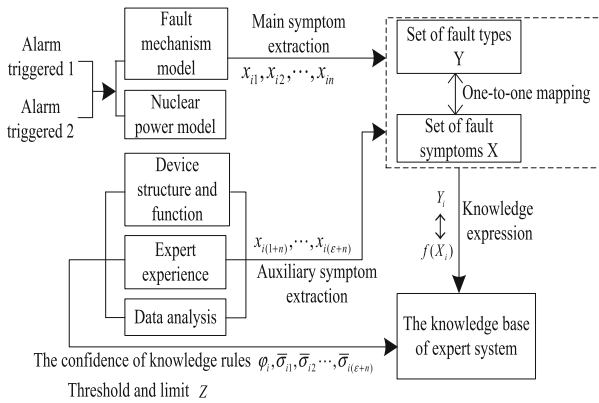 Alarm
triggered 1
Alarm
triggered 2
Fault
mechanism
model
Nuclear
power model
Main symptom
extraction
x_{i1}, x_{i2}, ⋯, x_{in}
Set of fault types
Y
One-to-one mapping
Set of fault
symptoms X
Device
structure and
function
Expert
experience
Data analysis
x_{i(1+n)}, ⋯, x_{i(ε+n)}
Auxiliary symptom
extraction
Y_i
f(X_i)
Knowledge
expression
The knowledge base
of expert system
The confidence of knowledge rules φ_i, σ̅_{i1}, σ̅_{i2} ⋯, σ̅_{i(ε+n)}
Threshold and limit Z